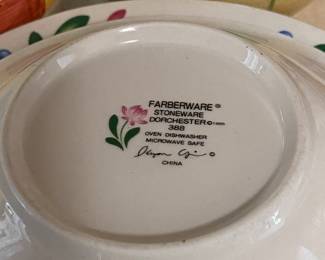 FARBERWARE®
STONEWARE
DORCHESTER©
388
OVEN DISHWASHER
MICROWAVE SAFE
©
CHINA